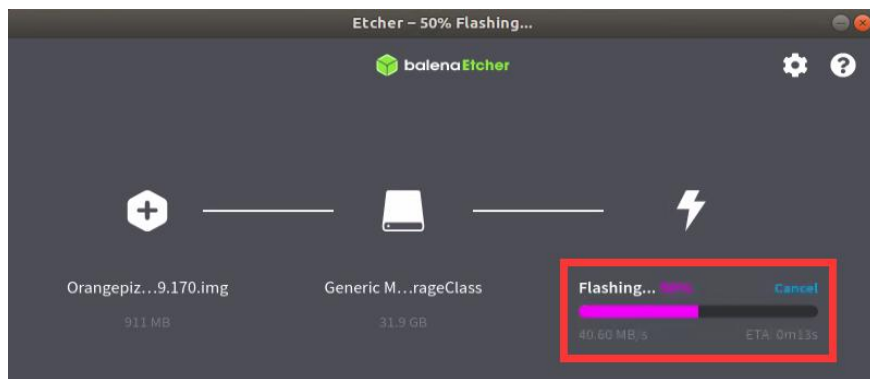 Etcher – 50% Flashing...
balenaEtcher
Orangepiz...9.170.img
911 MB
Generic M...rageClass
31.9 GB
Flashing... 50%
Cancel
40.60 MB/s
ETA: 0m13s